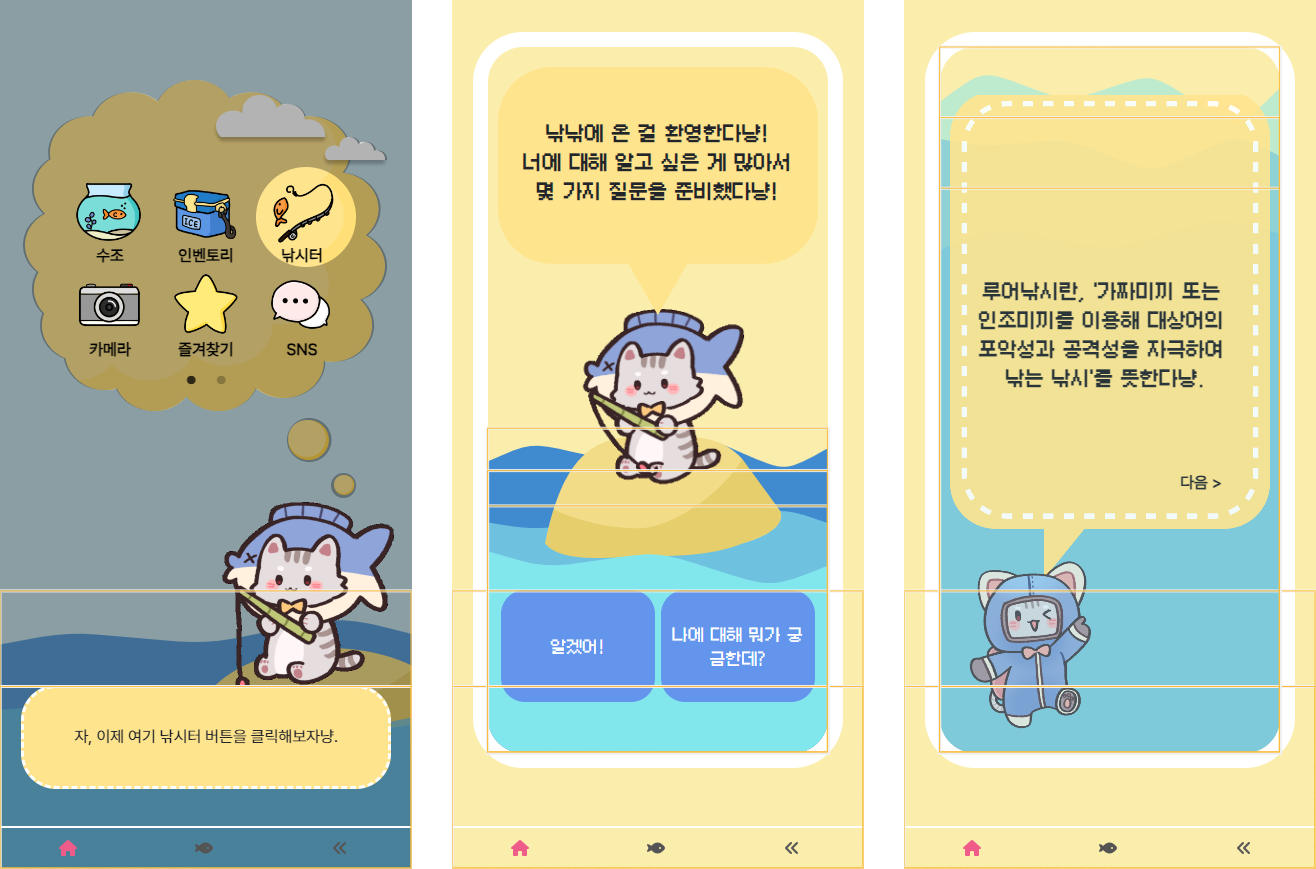 ICE
수조
인벤토리
낚시터
카메라
즐겨찾기
SNS
자, 이제 여기 낚시터 버튼을 클릭해보자냥.
낚낚에 온 걸 환영한다냥!
너에 대해 알고 싶은 게 많아서
몇 가지 질문을 준비했다냥!
알겠어!
나에 대해 뭐가 궁
금한데?
루어낚시란, '가짜미끼 또는
인조미끼를 이용해 대상어의
포악성과 공격성을 자극하여
낚는 낚시'를 뜻한다냥.
다음 >